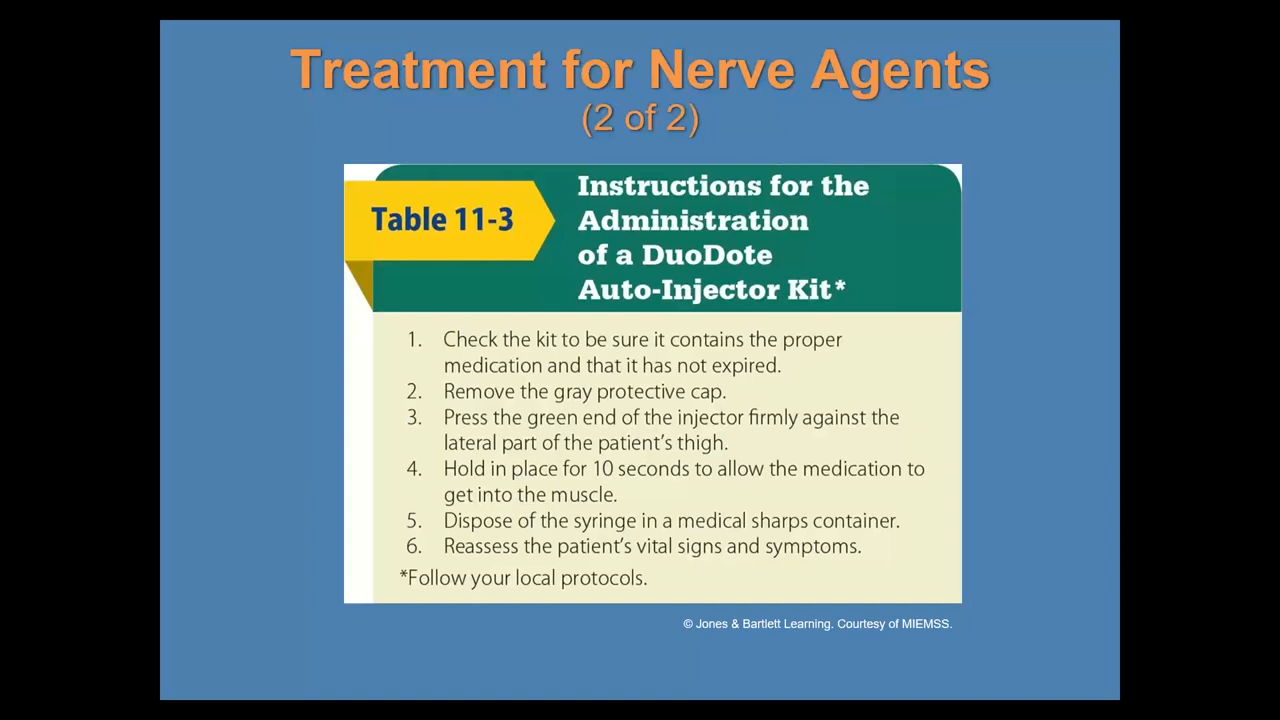 Treatment for Nerve Agents
(2 of 2)
Table 11-3
Instructions for the
Administration
of a DuoDote
Auto-Injector Kit*
1. Check the kit to be sure it contains the proper
medication and that it has not expired.
2. Remove the gray protective cap.
3. Press the green end of the injector firmly against the
lateral part of the patient's thigh.
4. Hold in place for 10 seconds to allow the medication to
get into the muscle.
5. Dispose of the syringe in a medical sharps container.
6. Reassess the patient's vital signs and symptoms.
*Follow your local protocols.
© Jones & Bartlett Learning. Courtesy of MIEMSS.